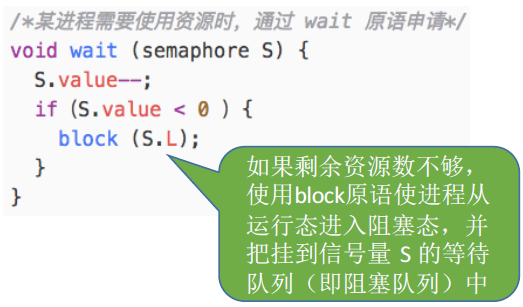 /*某进程需要使用资源时，通过 wait 原语申请*/
void wait (semaphore S) {
S.value--;
if (S.value < 0 ) {
block (S.L);
}
}
如果剩余资源数不够，
使用block原语使进程从
运行态进入阻塞态，并
把挂到信号量 S 的等待
队列（即阻塞队列）中